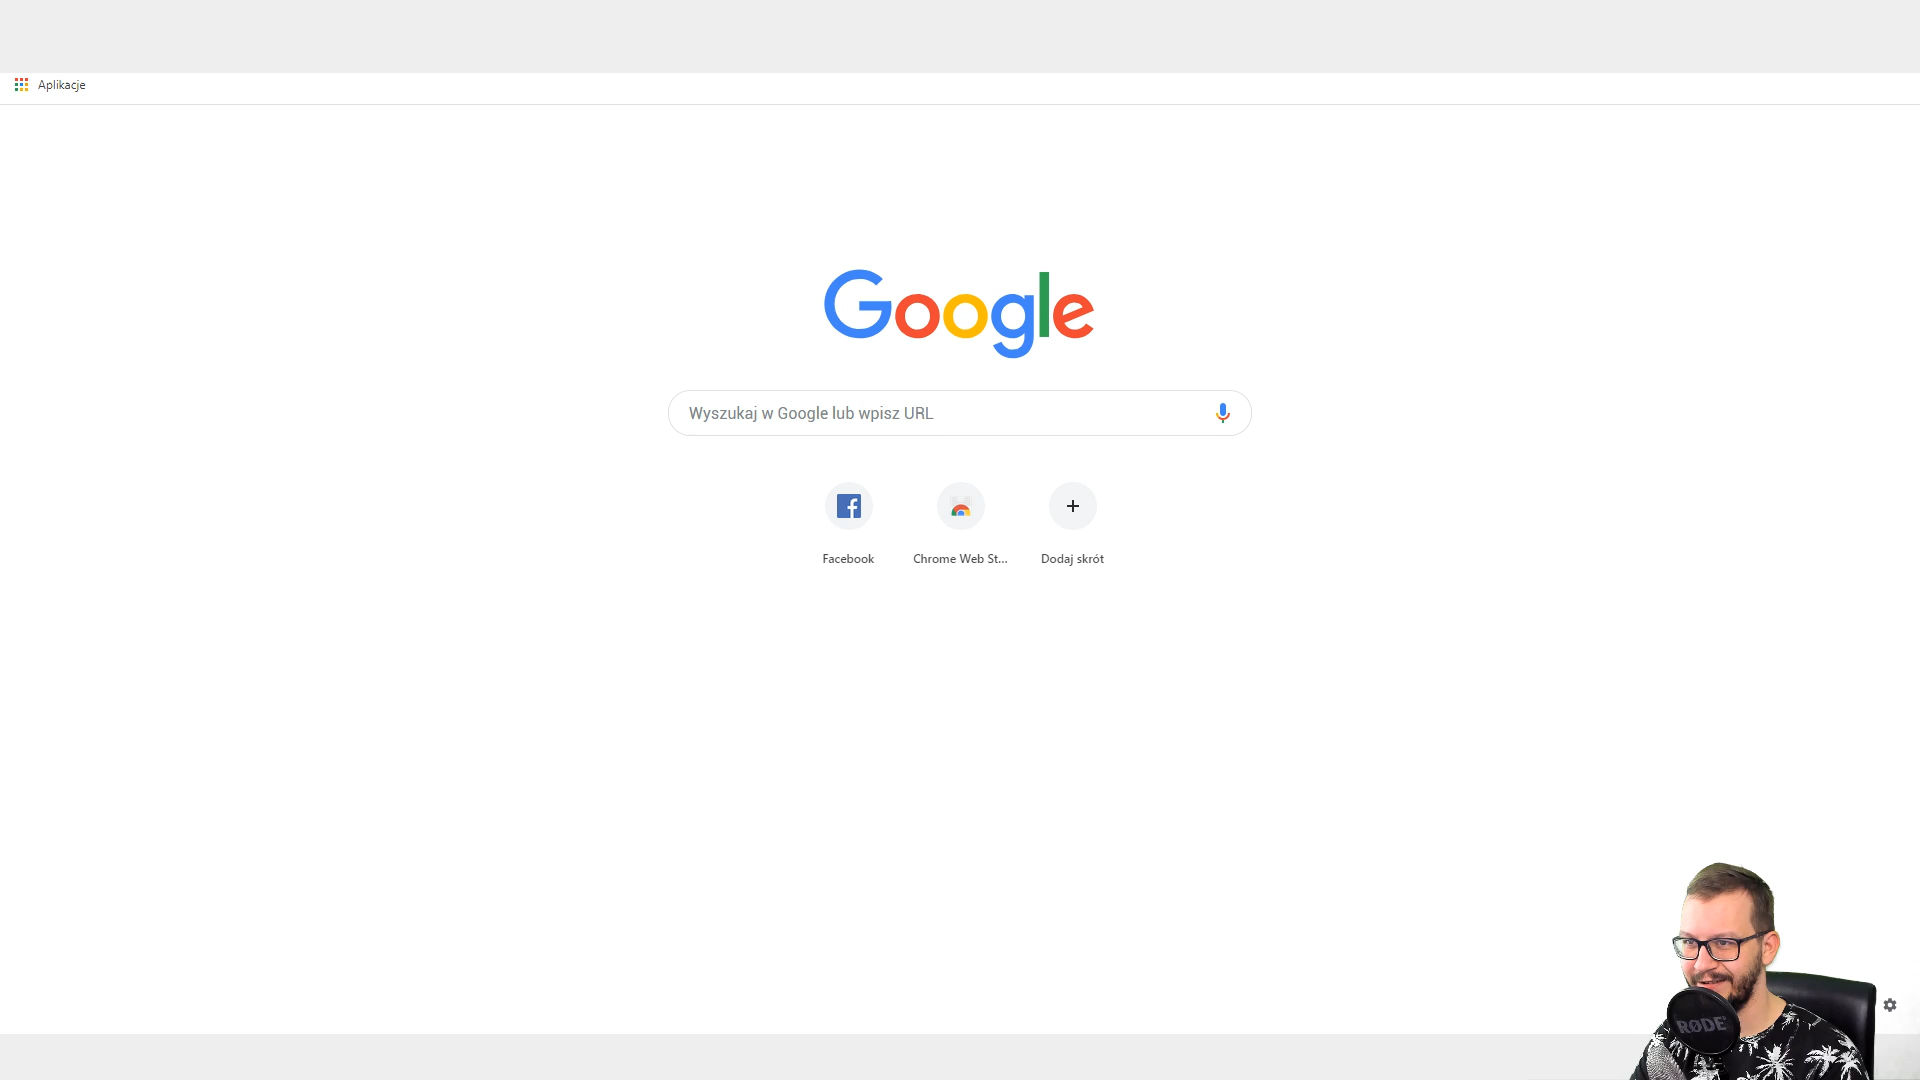 Aplikacje
Google
Wyszukaj w Google lub wpisz URL
Facebook
Chrome Web St...
Dodaj skrót
RØDE